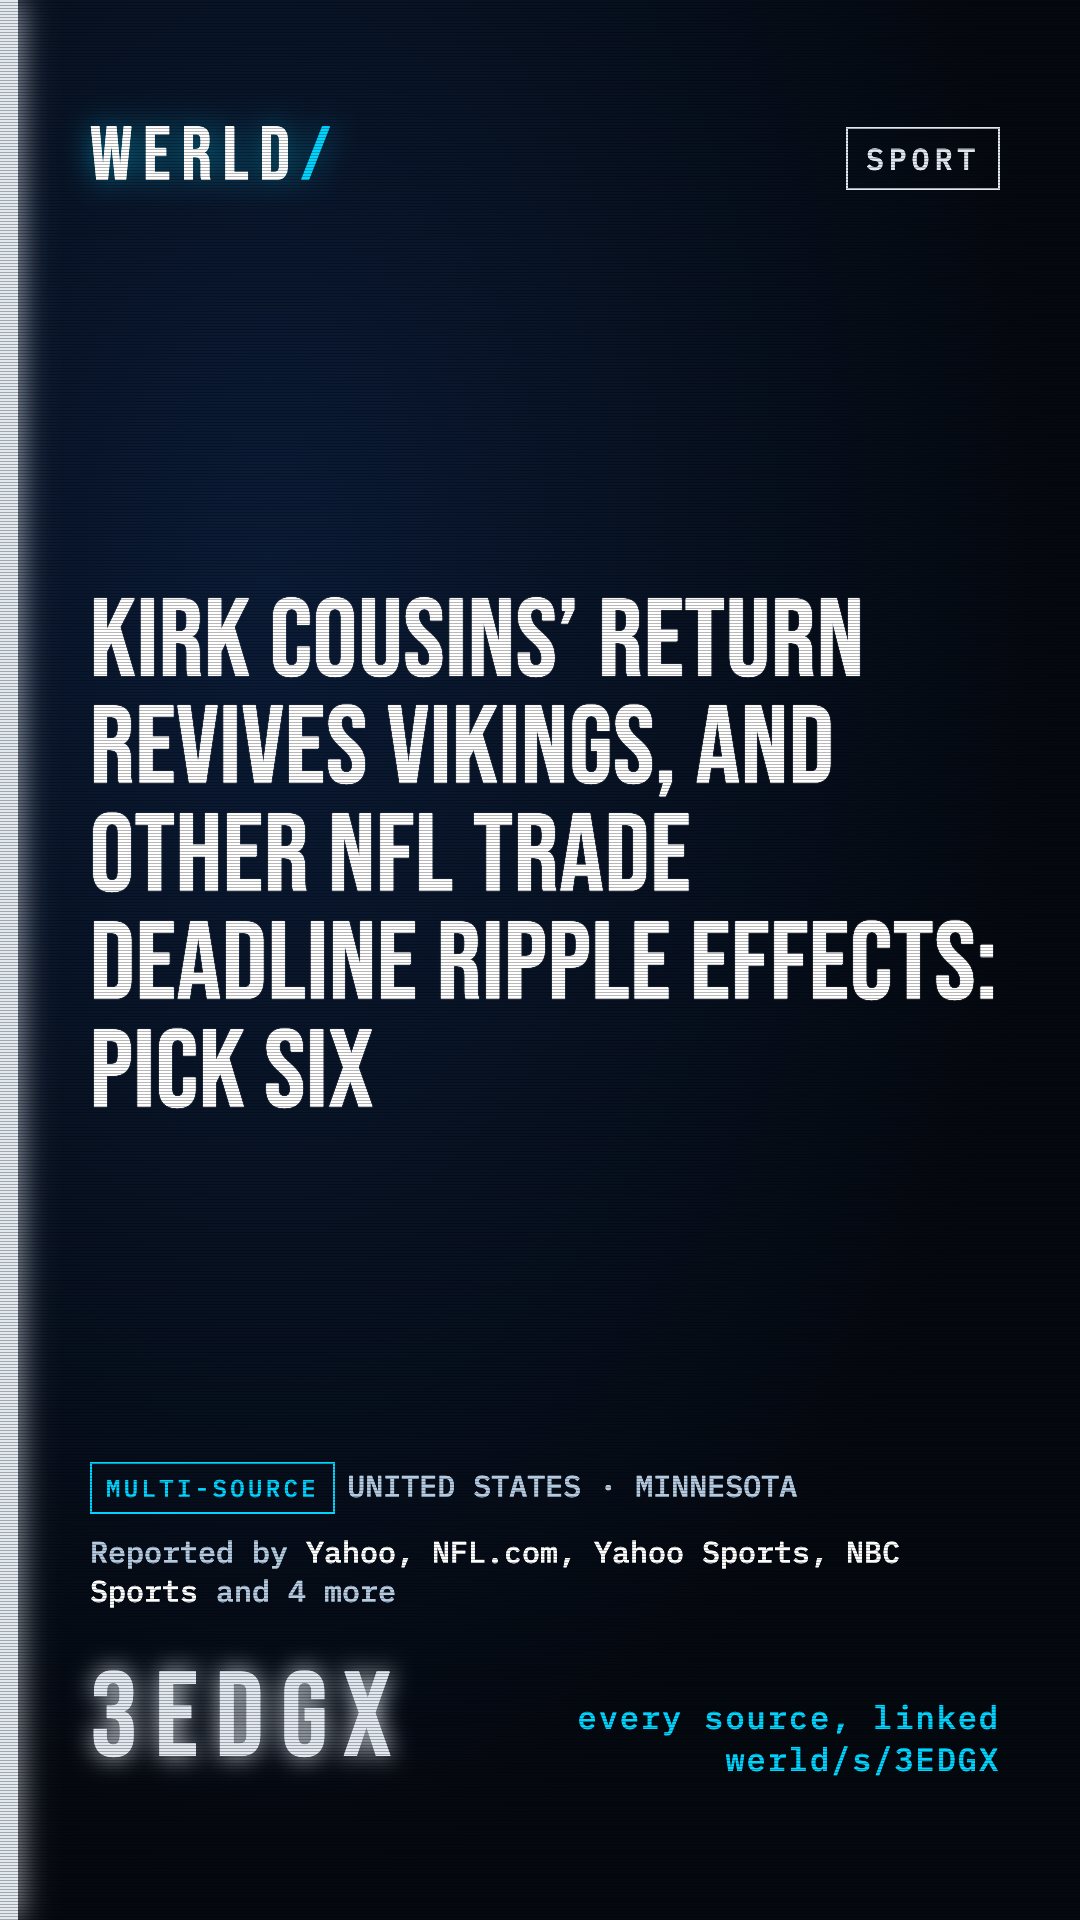 WERLD/
SPORT
KIRK COUSINS’ RETURN
REVIVES VIKINGS, AND
OTHER NFL TRADE
DEADLINE RIPPLE EFFECTS:
PICK SIX
MULTI-SOURCE UNITED STATES · MINNESOTA
Reported by Yahoo, NFL.com, Yahoo Sports, NBC
Sports and 4 more
3EDGX
every source, linked
werld/s/3EDGX